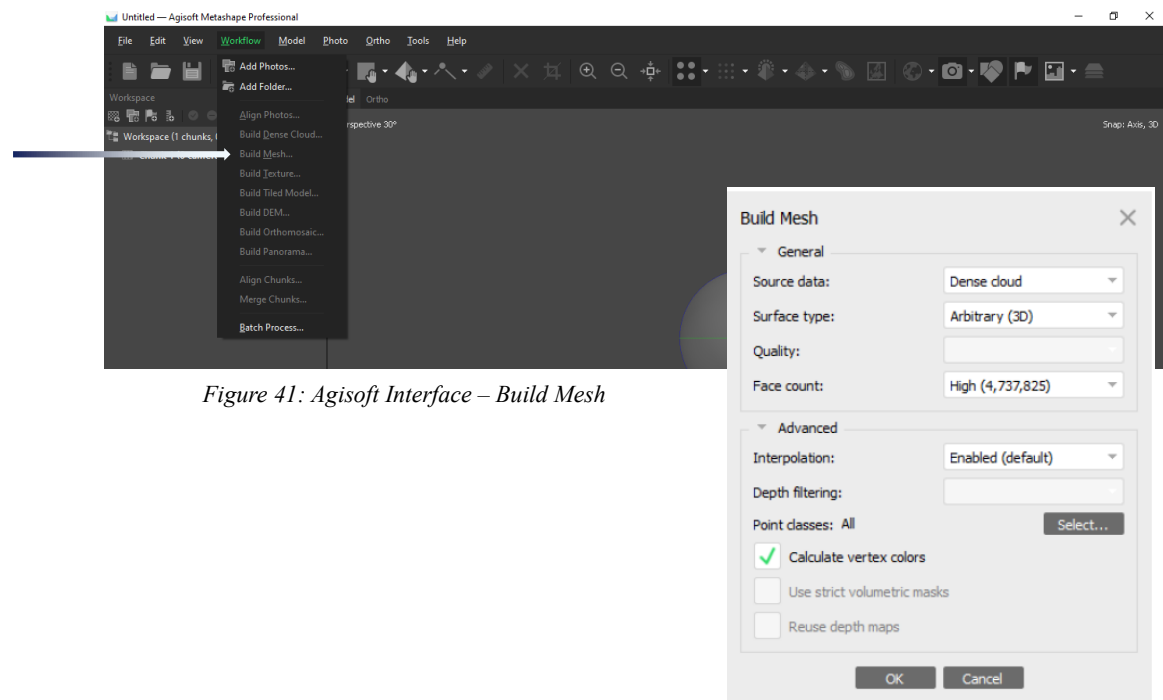 Untitled — Agisoft Metashape Professional
File Edit View Workflow Model Photo Ortho Tools Help
Add Photos...
Add Folder...
Workspace
Ortho
Workspace (1 chunks,
Align Photos...
rspective 30°
Snap: Axis, 3D
Build Dense Cloud...
Build Mesh...
Build Texture...
Build Tiled Model...
Build DEM...
Build Orthomosaic...
Build Panorama...
Align Chunks...
Merge Chunks...
Batch Process...
Figure 41: Agisoft Interface – Build Mesh
Build Mesh
General
Source data: Dense cloud
Surface type: Arbitrary (3D)
Quality:
Face count: High (4,737,825)
Advanced
Interpolation: Enabled (default)
Depth filtering:
Point classes: All Select...
Calculate vertex colors
Use strict volumetric masks
Reuse depth maps
OK Cancel